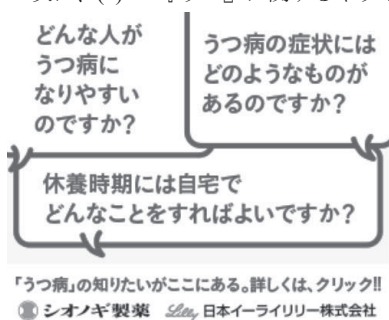 どんな人が
うつ病に
なりやすい
のですか?
うつ病の症状には
どのようなものが
あるのですか?
休養時期には自宅で
どんなことをすればよいですか?
「うつ病」の知りたいがここにある。詳しくは、クリック!!
シオノギ製薬 Lilly 日本イーライリリー株式会社